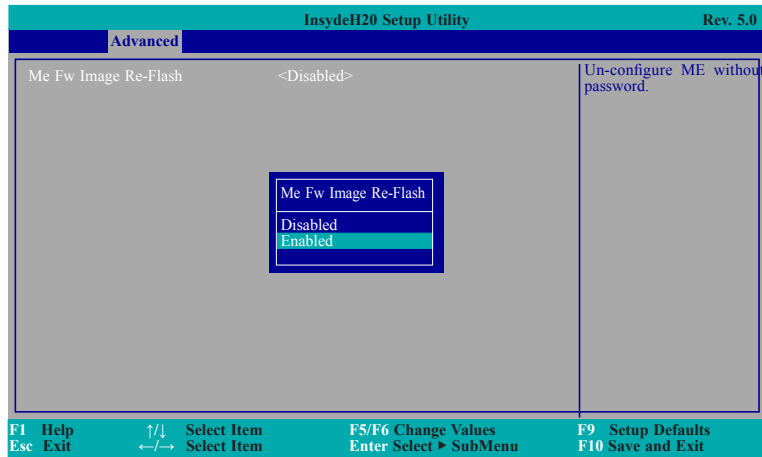 InsydeH20 Setup Utility Rev. 5.0
Advanced
Me Fw Image Re-Flash <Disabled>
Un-configure ME without
password.
Me Fw Image Re-Flash
Disabled
Enabled
F1 Help ↑/↓ Select Item F5/F6 Change Values F9 Setup Defaults
Esc Exit ←/→ Select Item Enter Select ► SubMenu F10 Save and Exit